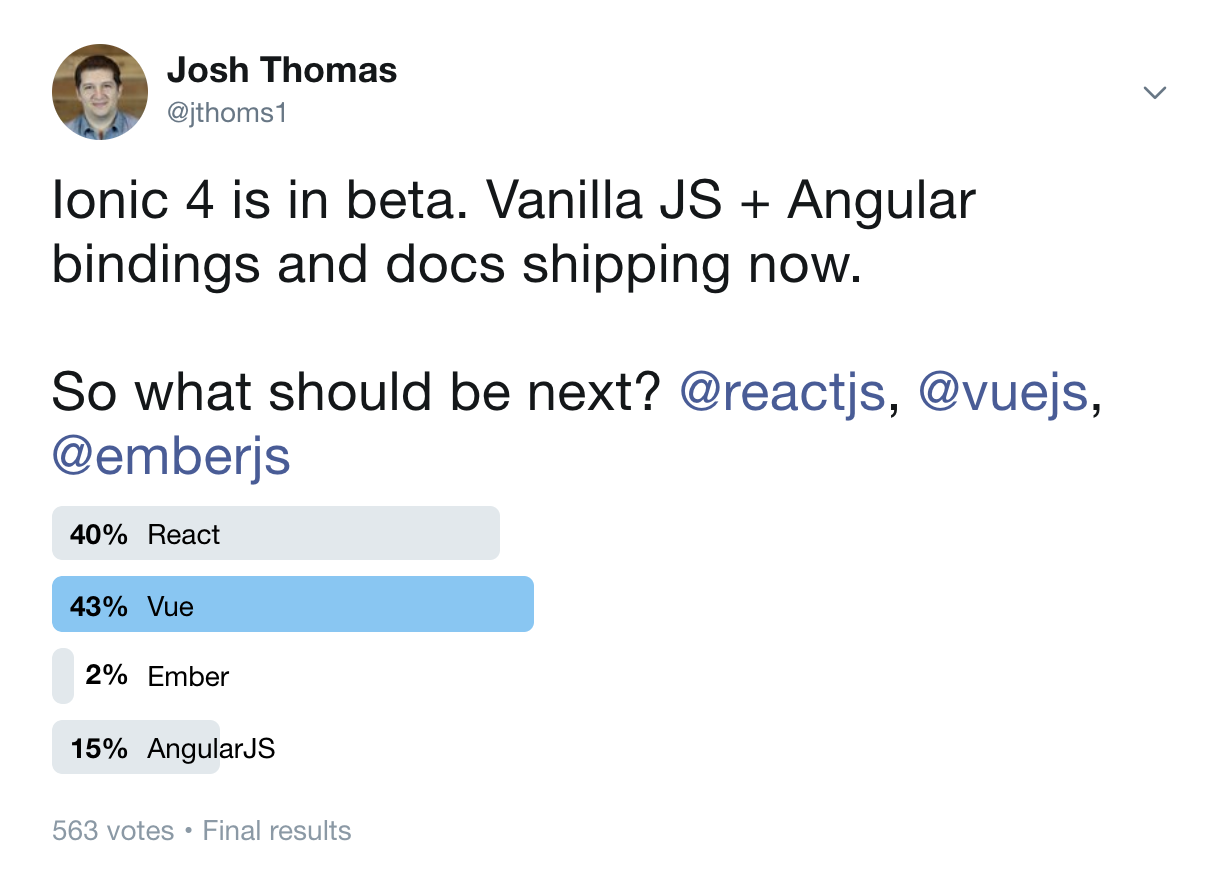 Josh Thomas
@jthoms1
Ionic 4 is in beta. Vanilla JS + Angular
bindings and docs shipping now.
So what should be next? @reactjs, @vuejs,
@emberjs
40% React
43% Vue
2% Ember
15% AngularJS
563 votes • Final results